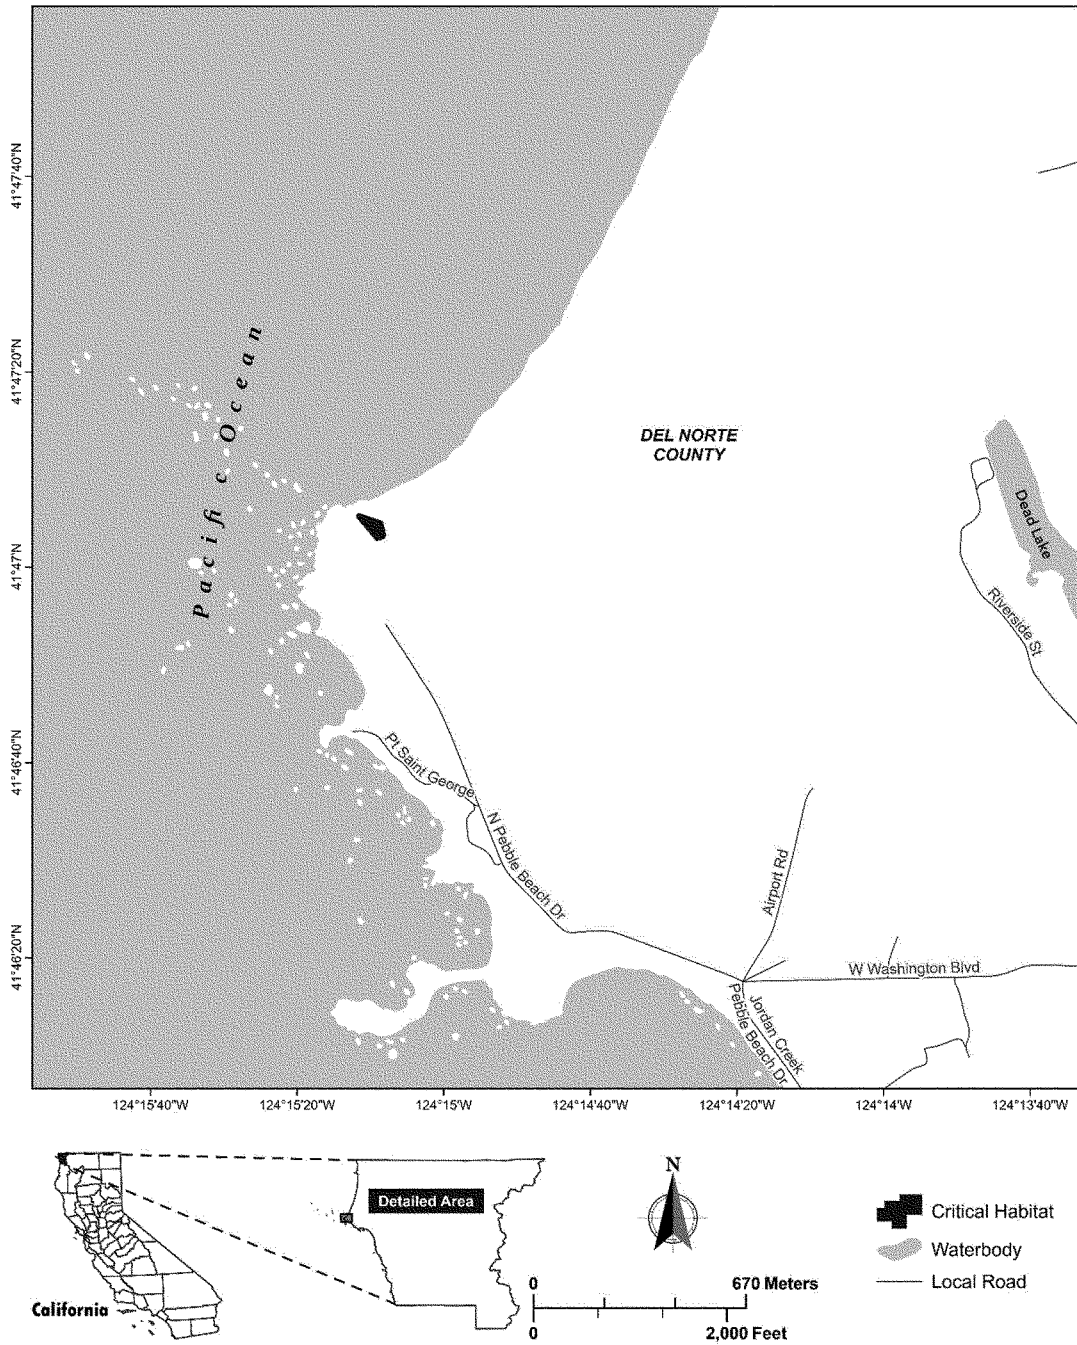 41°47'40"N
41°47'20"N
41°47'N
41°46'40"N
41°46'20"N
Pacific Ocean
DEL NORTE
COUNTY
Dead Lake
Riverside St
Pt Saint George
N Pebble Beach Dr
Airport Rd
W Washington Blvd
Jordan Creek
Pebble Beach Dr
124°15'40"W
124°15'20"W
124°15'W
124°14'40"W
124°14'20"W
124°14'W
124°13'40"W
California
Detailed Area
N
0
670 Meters
0
2,000 Feet
Critical Habitat
Waterbody
Local Road